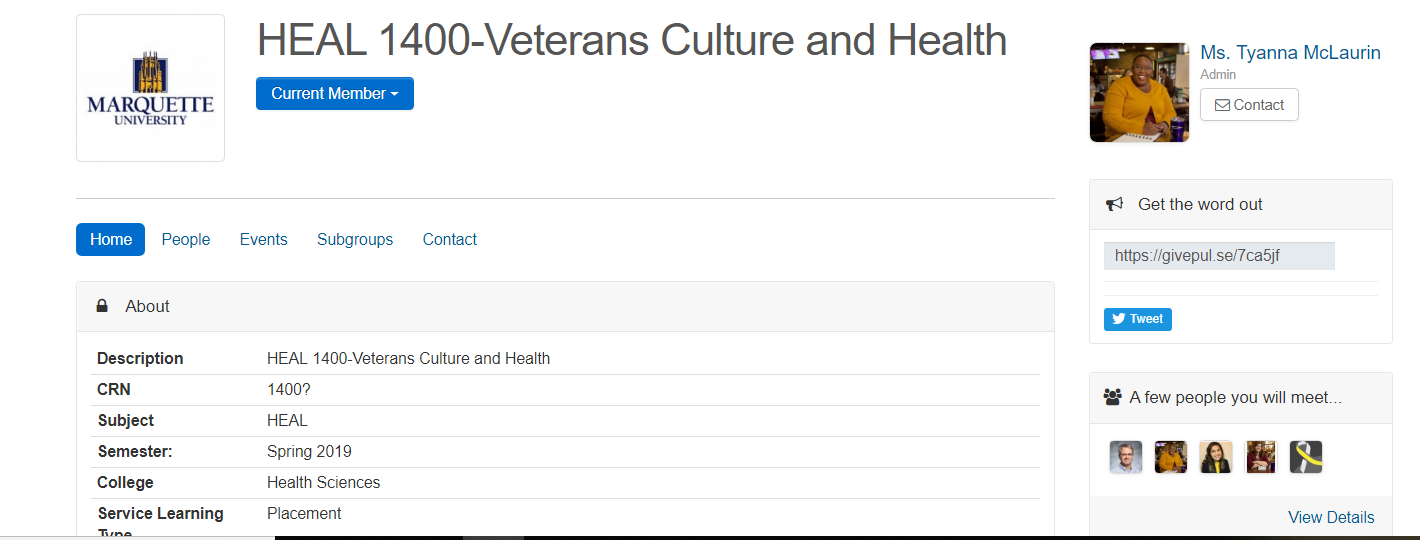 MARQUETTE
UNIVERSITY
HEAL 1400-Veterans Culture and Health
Current Member
Ms. Tyanna McLaurin
Admin
Contact
Home People Events Subgroups Contact
About
Description HEAL 1400-Veterans Culture and Health
CRN 1400?
Subject HEAL
Semester: Spring 2019
College Health Sciences
Service Learning Placement
Type
Get the word out
https://givepul.se/7ca5jf
Tweet
A few people you will meet...
View Details